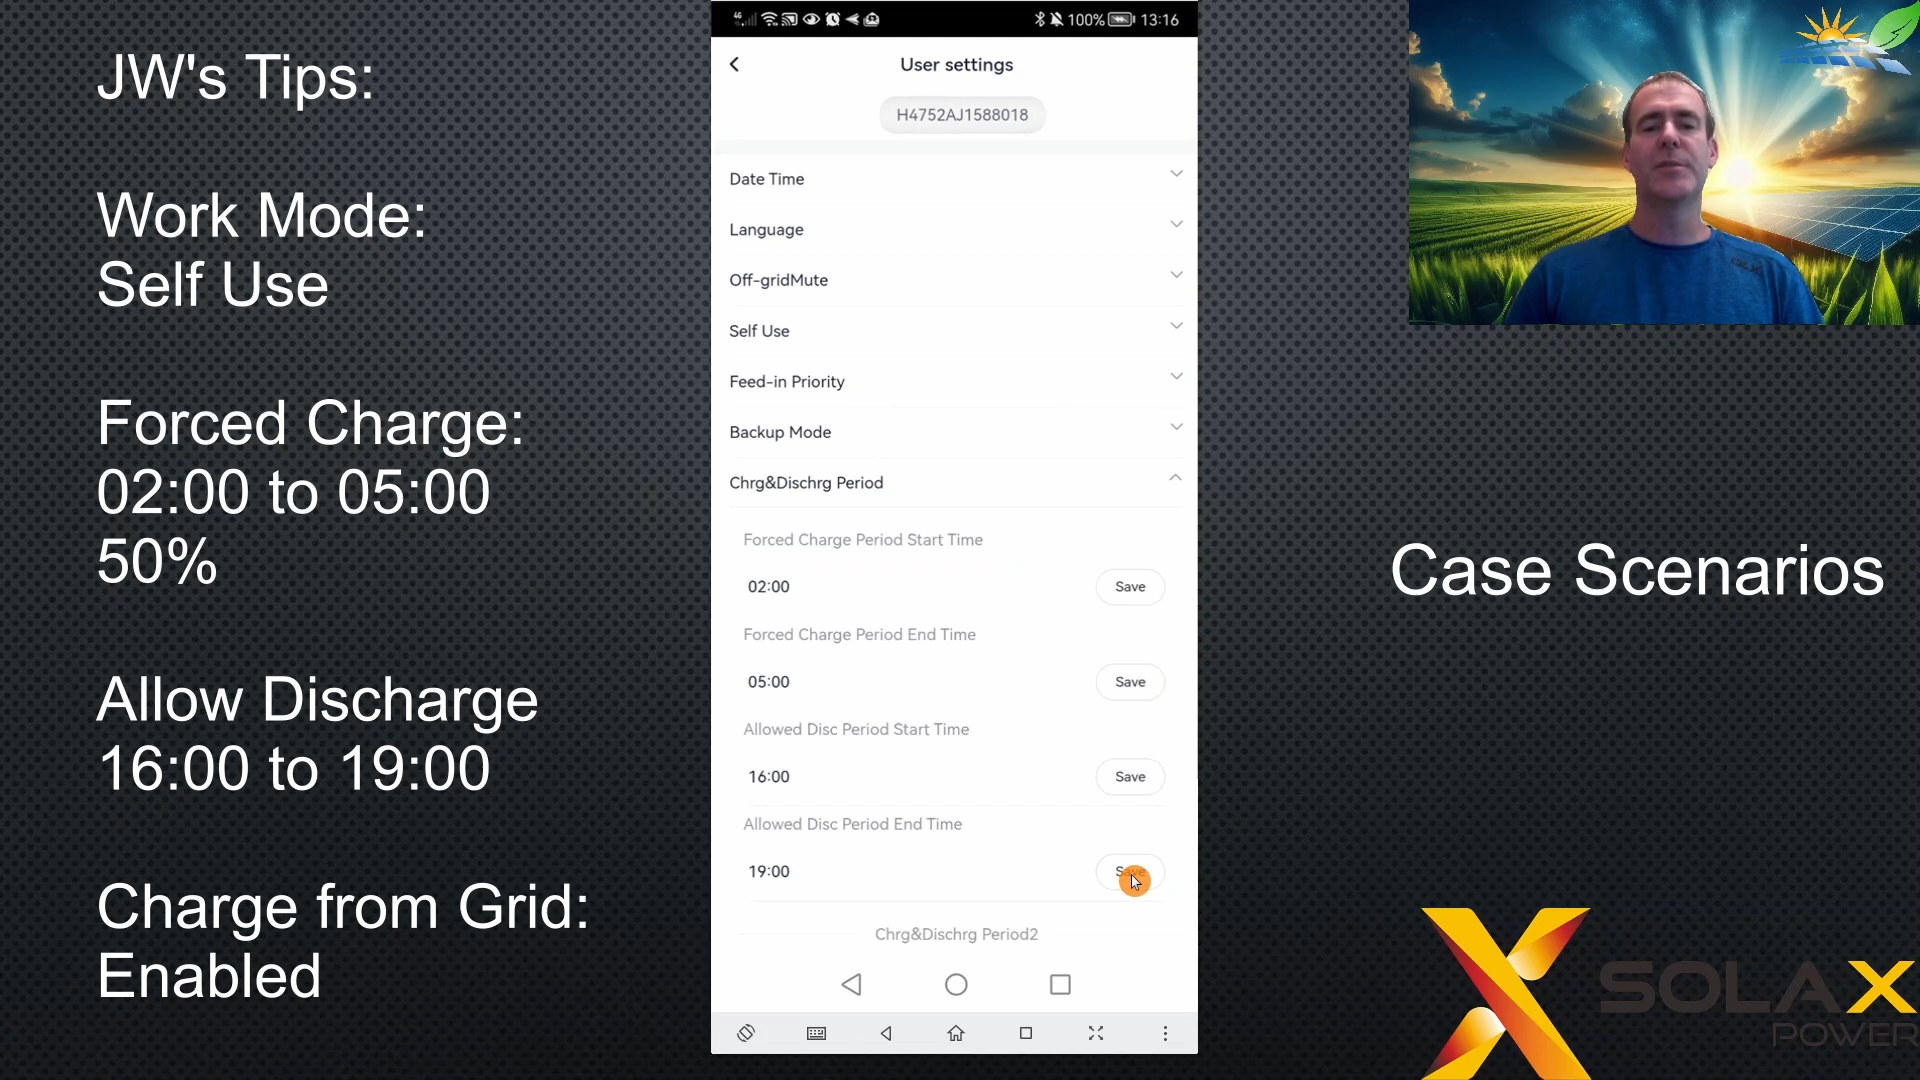 JW's Tips:
Work Mode:
Self Use
Forced Charge:
02:00 to 05:00
50%
Allow Discharge
16:00 to 19:00
Charge from Grid:
Enabled
4G
100%
13:16
User settings
H4752AJ1588018
Date Time
Language
Off-gridMute
Self Use
Feed-in Priority
Backup Mode
Chrg&Dischrg Period
Forced Charge Period Start Time
02:00 Save
Forced Charge Period End Time
05:00 Save
Allowed Disc Period Start Time
16:00 Save
Allowed Disc Period End Time
19:00 Save
Chrg&Dischrg Period2
Case Scenarios
SOLAX
POWER